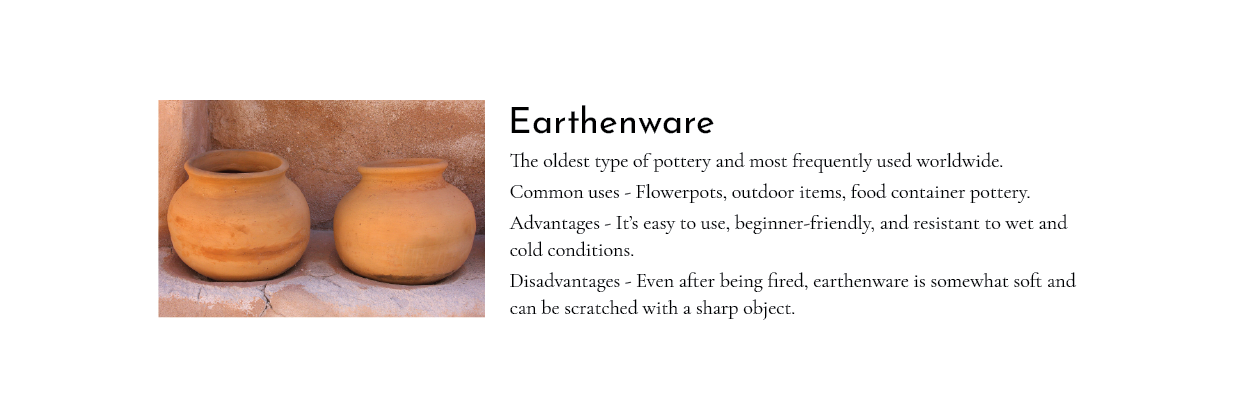 Earthenware
The oldest type of pottery and most frequently used worldwide.
Common uses - Flowerpots, outdoor items, food container pottery.
Advantages - It’s easy to use, beginner-friendly, and resistant to wet and
cold conditions.
Disadvantages - Even after being fired, earthenware is somewhat soft and
can be scratched with a sharp object.